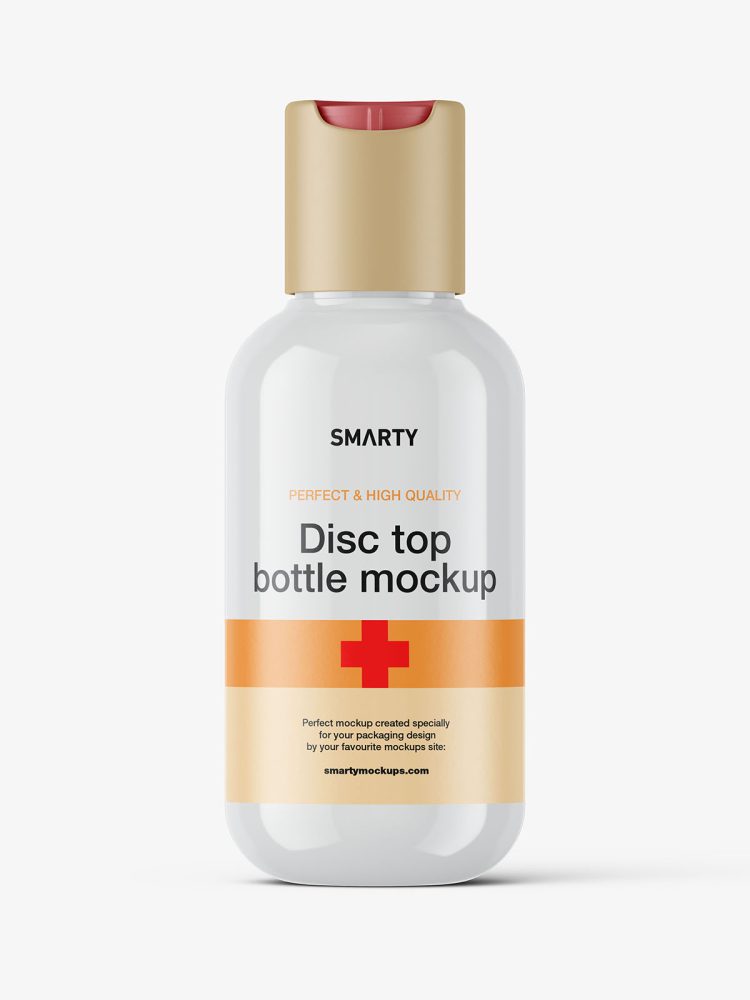 SMARTY
PERFECT & HIGH QUALITY
Disc top
bottle mockup
Perfect mockup created specially
for your packaging design
by your favourite mockups site:
smartymockups.com